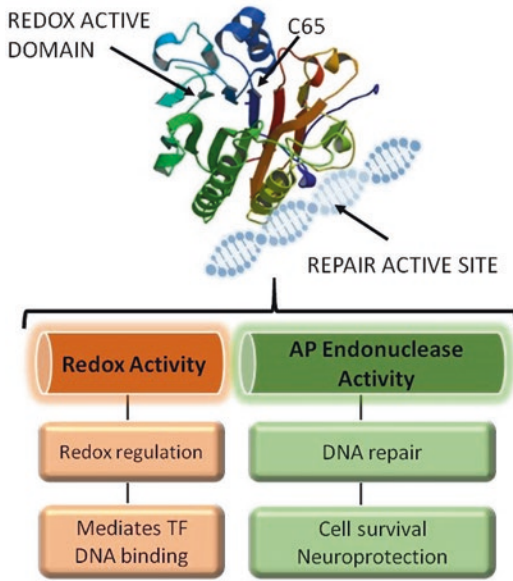 REDOX ACTIVE
DOMAIN
C65
REPAIR ACTIVE SITE
Redox Activity
AP Endonuclease
Activity
Redox regulation
DNA repair
Mediates TF
DNA binding
Cell survival
Neuroprotection